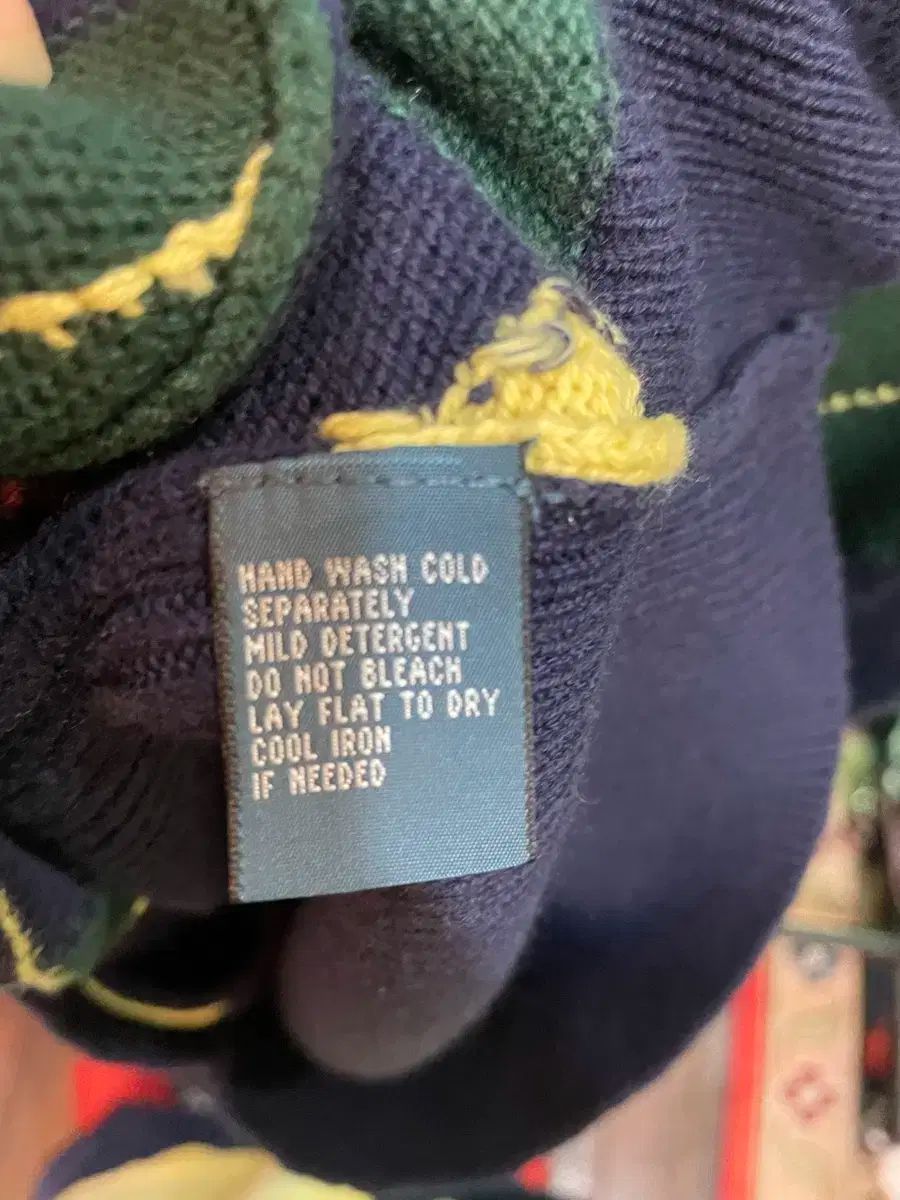 HAND WASH COLD
SEPARATELY
MILD DETERGENT
DO NOT BLEACH
LAY FLAT TO DRY
COOL IRON
IF NEEDED